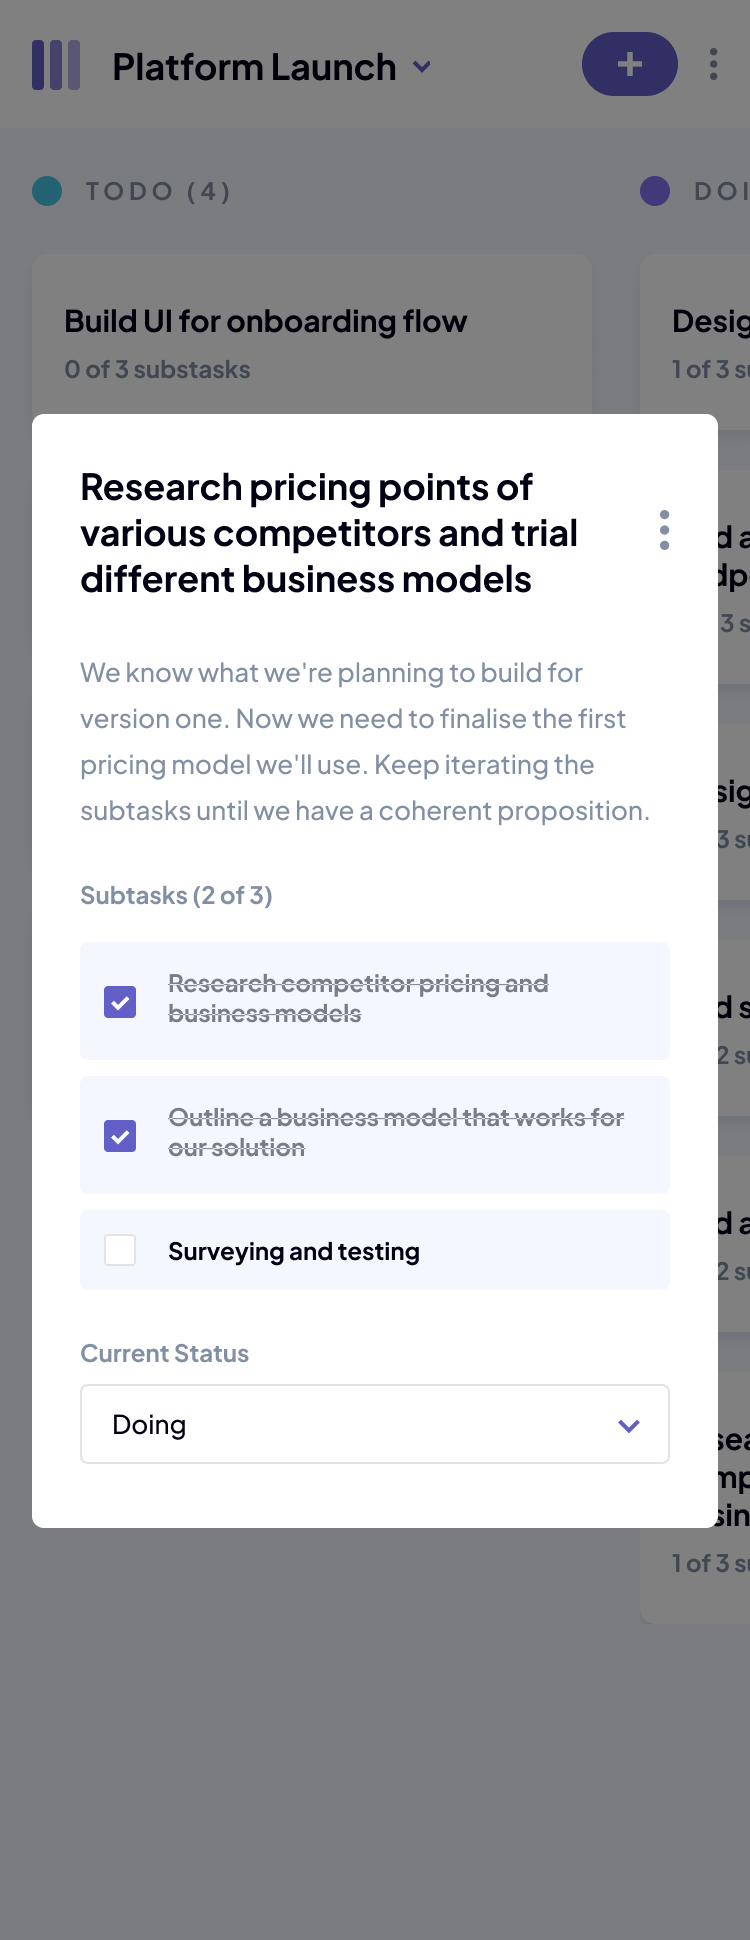 Platform Launch
TODO (4)
Build UI for onboarding flow
0 of 3 substasks
1 of 3
Research pricing points of
various competitors and trial
different business models
We know what we're planning to build for
version one. Now we need to finalise the first
pricing model we'll use. Keep iterating the
subtasks until we have a coherent proposition.
Subtasks (2 of 3)
Research competitor pricing and
business models
Outline a business model that works for
our solution
Surveying and testing
Current Status
Doing
1 of 3